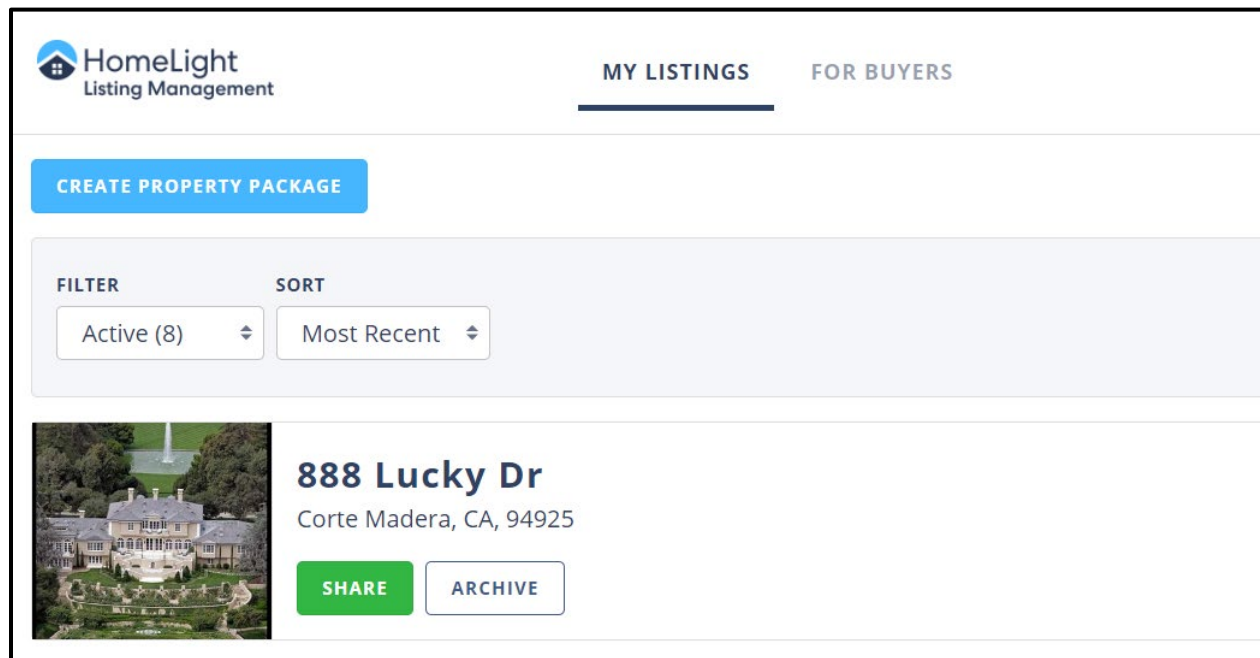 HomeLight
Listing Management
MY LISTINGS
FOR BUYERS
CREATE PROPERTY PACKAGE
FILTER
SORT
Active (8)
Most Recent
888 Lucky Dr
Corte Madera, CA, 94925
SHARE
ARCHIVE